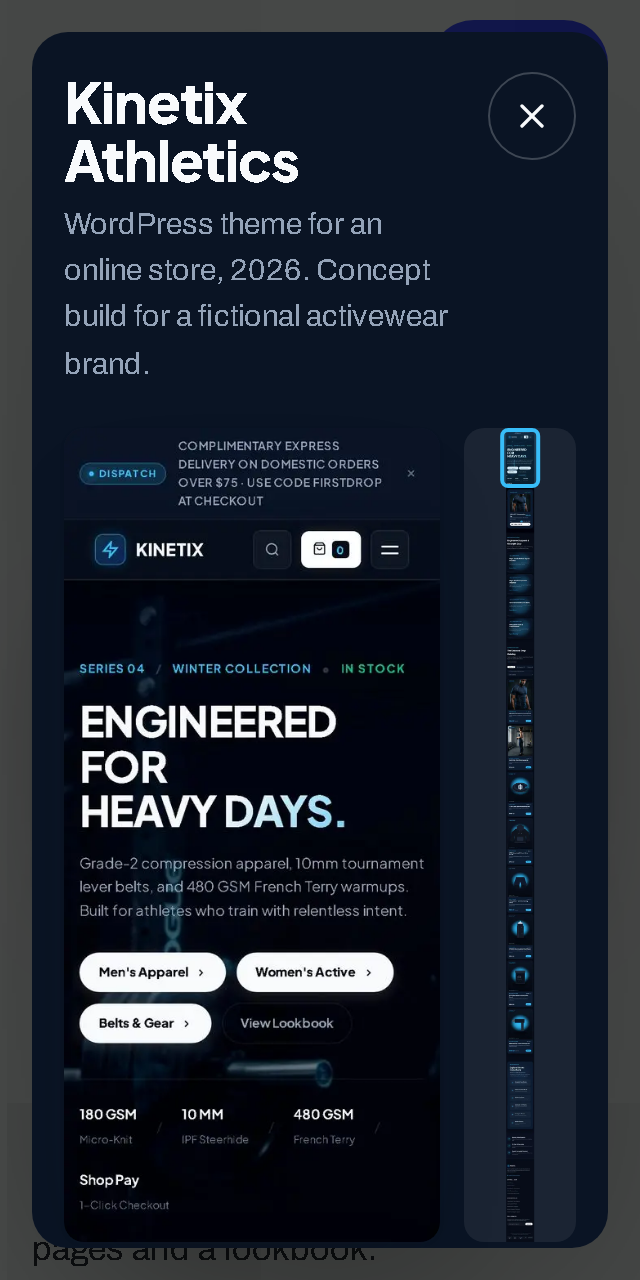 Kinetix
Athletics
WordPress theme for an
online store, 2026. Concept
build for a fictional activewear
brand.
DISPATCH
COMPLIMENTARY EXPRESS
DELIVERY ON DOMESTIC ORDERS
OVER $75 · USE CODE FIRSTDROP
AT CHECKOUT
KINETIX
0
SERIES 04 / WINTER COLLECTION • IN STOCK
ENGINEERED
FOR
HEAVY DAYS.
Grade-2 compression apparel, 10mm tournament
lever belts, and 480 GSM French Terry warmups.
Built for athletes who train with relentless intent.
Men's Apparel ›
Women's Active ›
Belts & Gear ›
View Lookbook
180 GSM
Micro-Knit
/
10 MM
IPF Steerhide
/
480 GSM
French Terry
/
Shop Pay
1-Click Checkout
pages and a lookbook.